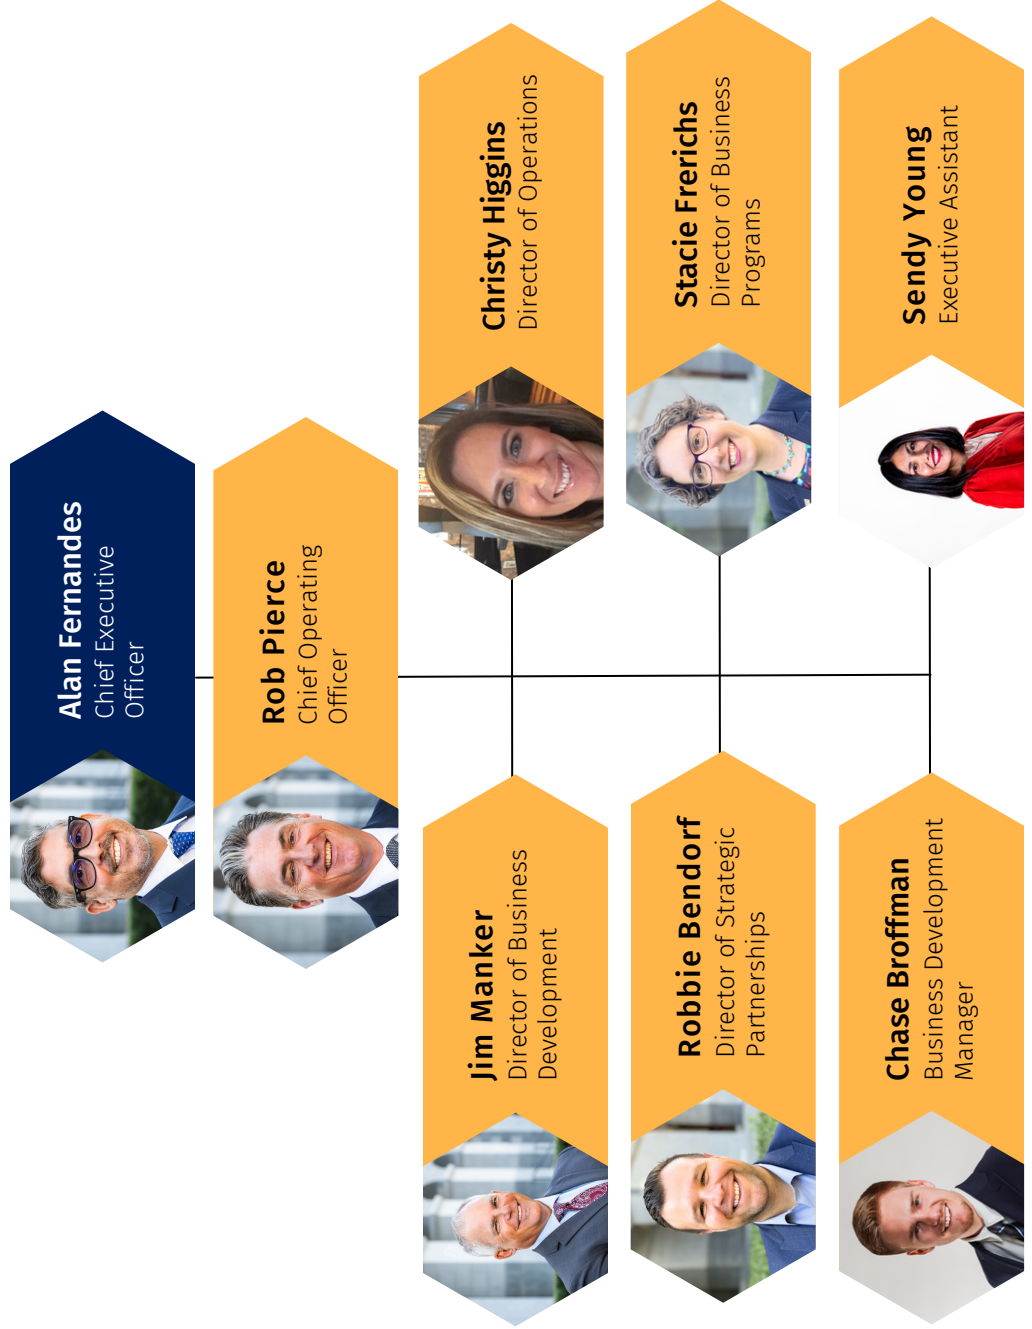 Alan Fernandes
Chief Executive
Officer
Rob Pierce
Chief Operating
Officer
Jim Manker
Director of Business
Development
Christy Higgins
Director of Operations
Robbie Bendorf
Director of Strategic
Partnerships
Stacie Frerichs
Director of Business
Programs
Chase Broffman
Business Development
Manager
Sendy Young
Executive Assistant